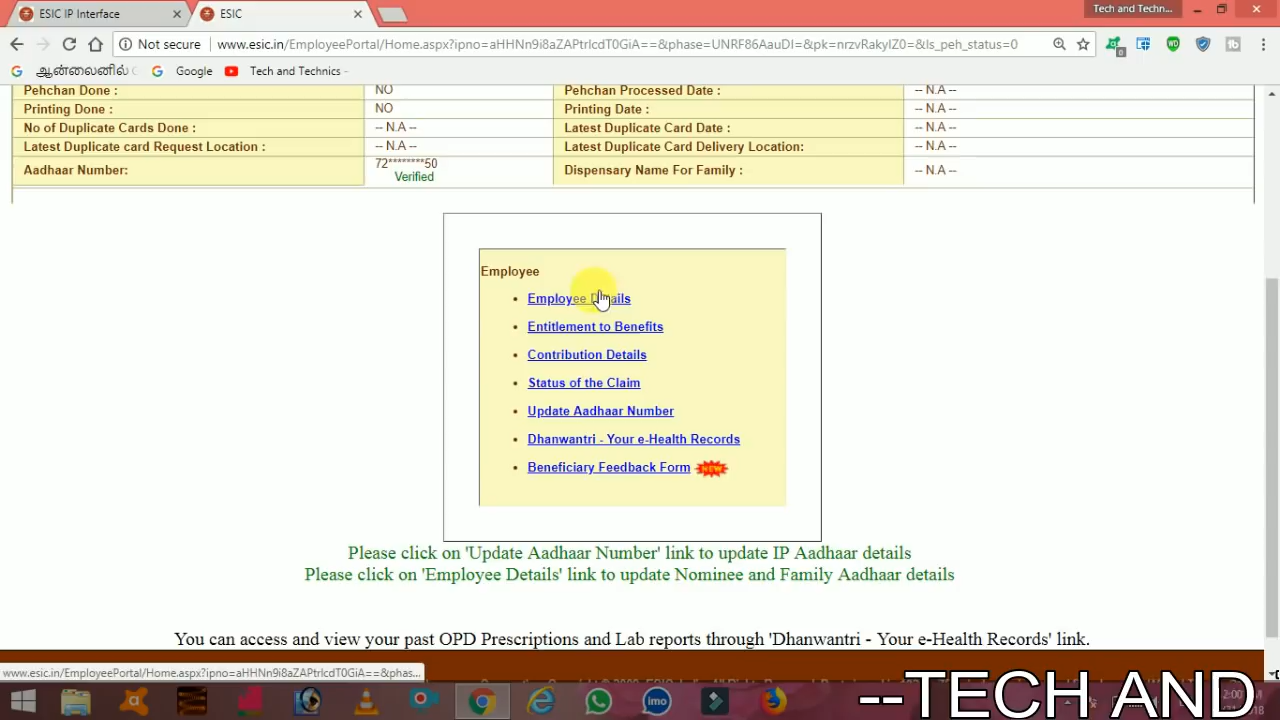 ESIC IP Interface
ESIC
Tech and Techn...
Not secure www.esic.in/EmployeePortal/Home.aspx?ipno=aHHNn9i8aZAPtrlcdT0GiA==&phase=UNRF86AauDI=&pk=nrzvRakyIZ0=&ls_peh_status=0
ஆன்லைனில்
Google
Tech and Technics -
Pehchan Done : NO Pehchan Processed Date : -- N.A --
Printing Done : NO Printing Date : -- N.A --
No of Duplicate Cards Done : -- N.A -- Latest Duplicate Card Date : -- N.A --
Latest Duplicate card Request Location : -- N.A -- Latest Duplicate Card Delivery Location: -- N.A --
Aadhaar Number: 72********50 Verified Dispensary Name For Family : -- N.A --
Employee
• Employee Details
• Entitlement to Benefits
• Contribution Details
• Status of the Claim
• Update Aadhaar Number
• Dhanwantri - Your e-Health Records
• Beneficiary Feedback Form NEW
Please click on 'Update Aadhaar Number' link to update IP Aadhaar details
Please click on 'Employee Details' link to update Nominee and Family Aadhaar details
You can access and view your past OPD Prescriptions and Lab reports through 'Dhanwantri - Your e-Health Records' link.
www.esic.in/EmployeePortal/Home.aspx?ipno=aHHNn9i8aZAPtrlcdT0GiA==&phas...
imo
--TECH AND